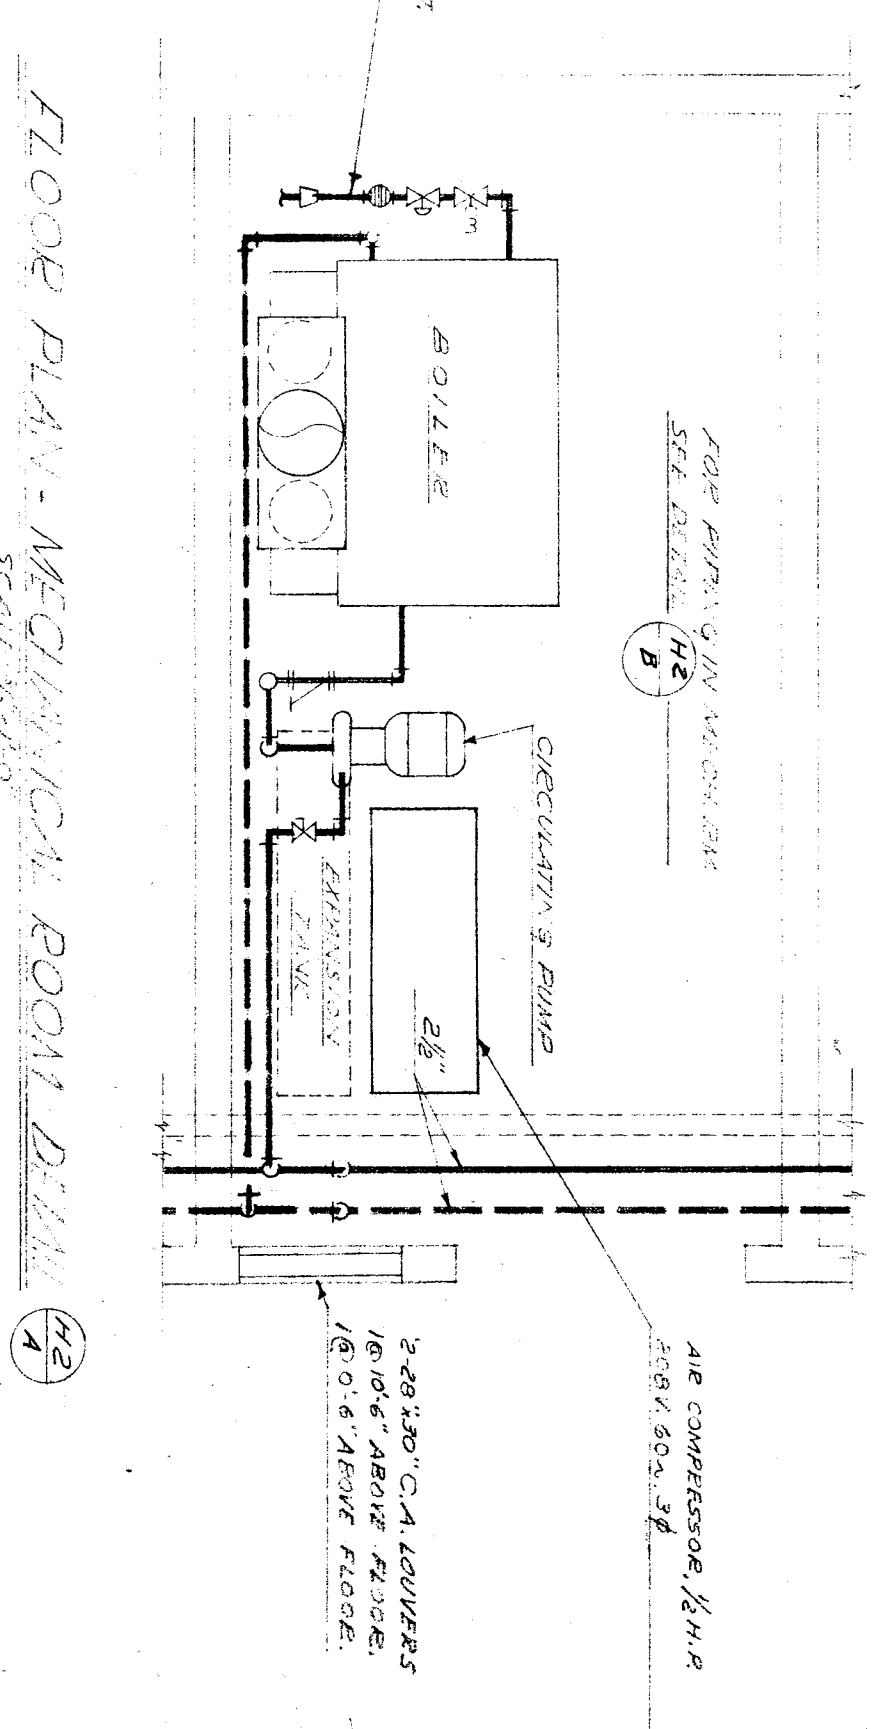 FOR PIPING IN MECH. RM
SEE DETAIL
H2
B
BOILER
3
CIRCULATING PUMP
EXPANSION
TANK
2½"
AIR COMPRESSOR, ½ H.P.
208V. 60~. 3φ
2-28"x30" C.A. LOUVERS
1@10'-6" ABOVE FLOOR.
1@0'-6" ABOVE FLOOR.
FLOOR PLAN - MECHANICAL ROOM DETAIL
H2
A